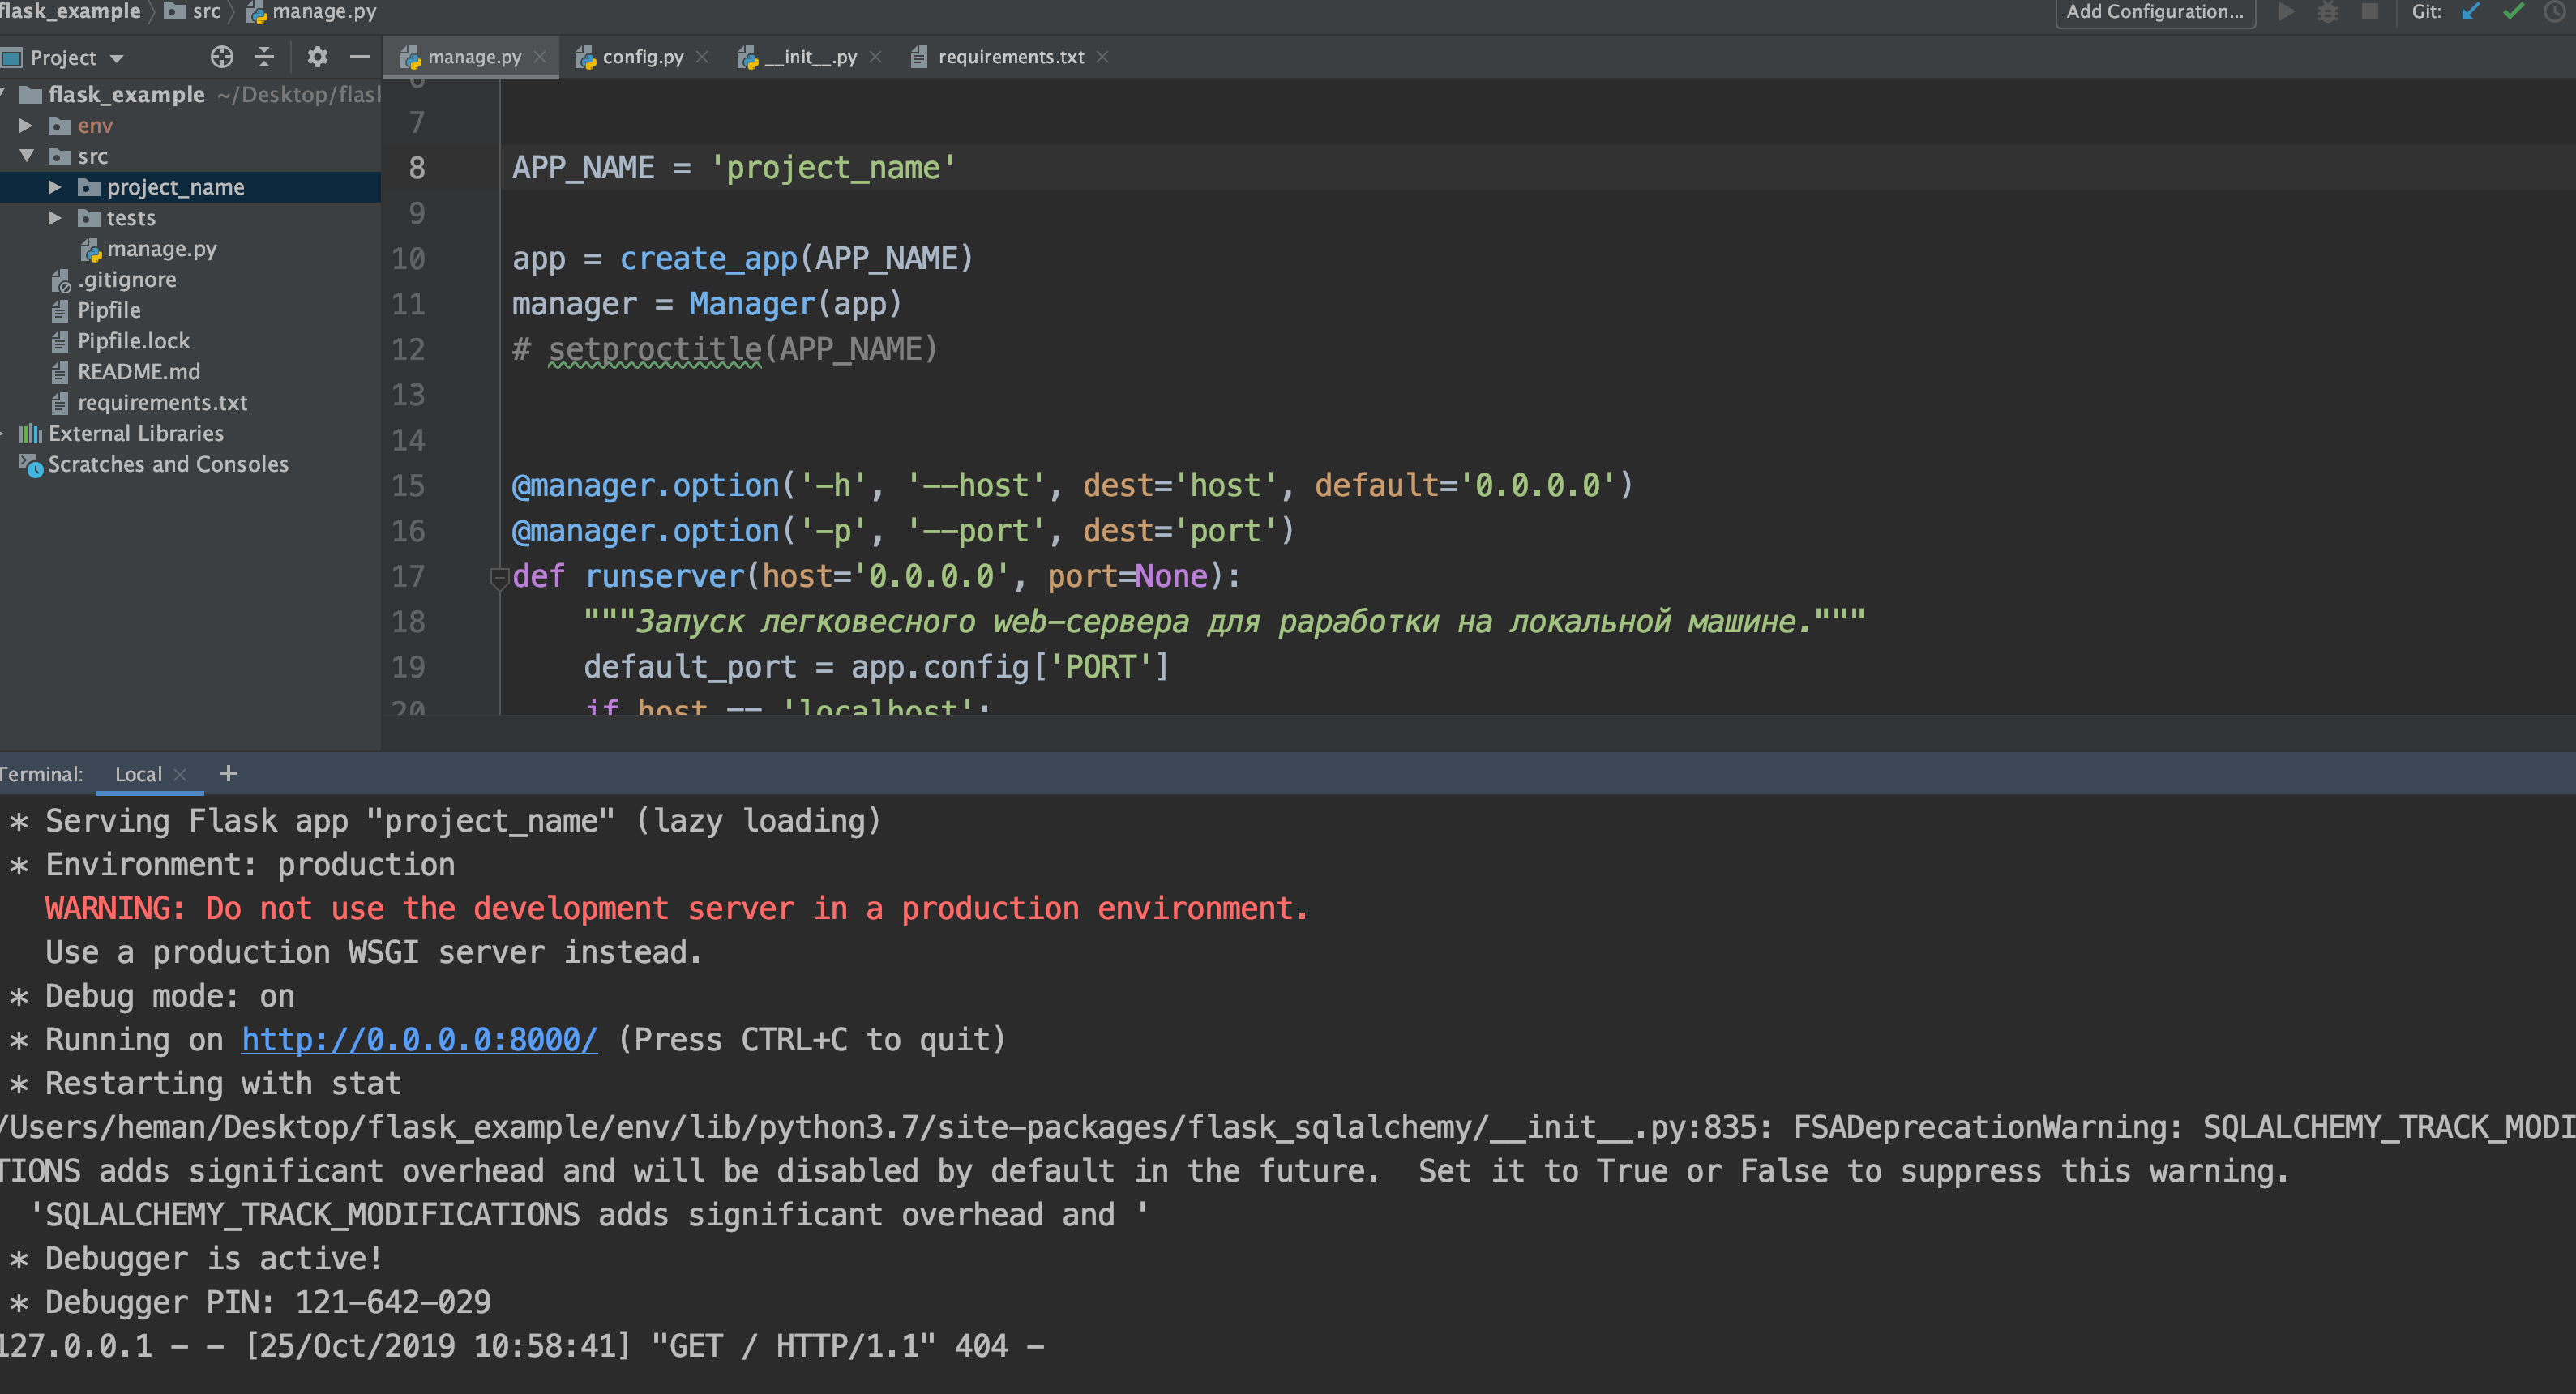 flask_example src manage.py Add Configuration... Git:
Project manage.py config.py __init__.py requirements.txt
flask_example ~/Desktop/flask
env
src
project_name
tests
manage.py
.gitignore
Pipfile
Pipfile.lock
README.md
requirements.txt
External Libraries
Scratches and Consoles
7
8 APP_NAME = 'project_name'
9
10 app = create_app(APP_NAME)
11 manager = Manager(app)
12 # setproctitle(APP_NAME)
13
14
15 @manager.option('-h', '--host', dest='host', default='0.0.0.0')
16 @manager.option('-p', '--port', dest='port')
17 def runserver(host='0.0.0.0', port=None):
18 """Запуск легковесного web-сервера для раработки на локальной машине."""
19 default_port = app.config['PORT']
20 if host == 'localhost':
Terminal: Local +
* Serving Flask app "project_name" (lazy loading)
* Environment: production
WARNING: Do not use the development server in a production environment.
Use a production WSGI server instead.
* Debug mode: on
* Running on http://0.0.0.0:8000/ (Press CTRL+C to quit)
* Restarting with stat
/Users/heman/Desktop/flask_example/env/lib/python3.7/site-packages/flask_sqlalchemy/__init__.py:835: FSADeprecationWarning: SQLALCHEMY_TRACK_MODI
TIONS adds significant overhead and will be disabled by default in the future.  Set it to True or False to suppress this warning.
'SQLALCHEMY_TRACK_MODIFICATIONS adds significant overhead and '
* Debugger is active!
* Debugger PIN: 121-642-029
127.0.0.1 - - [25/Oct/2019 10:58:41] "GET / HTTP/1.1" 404 -